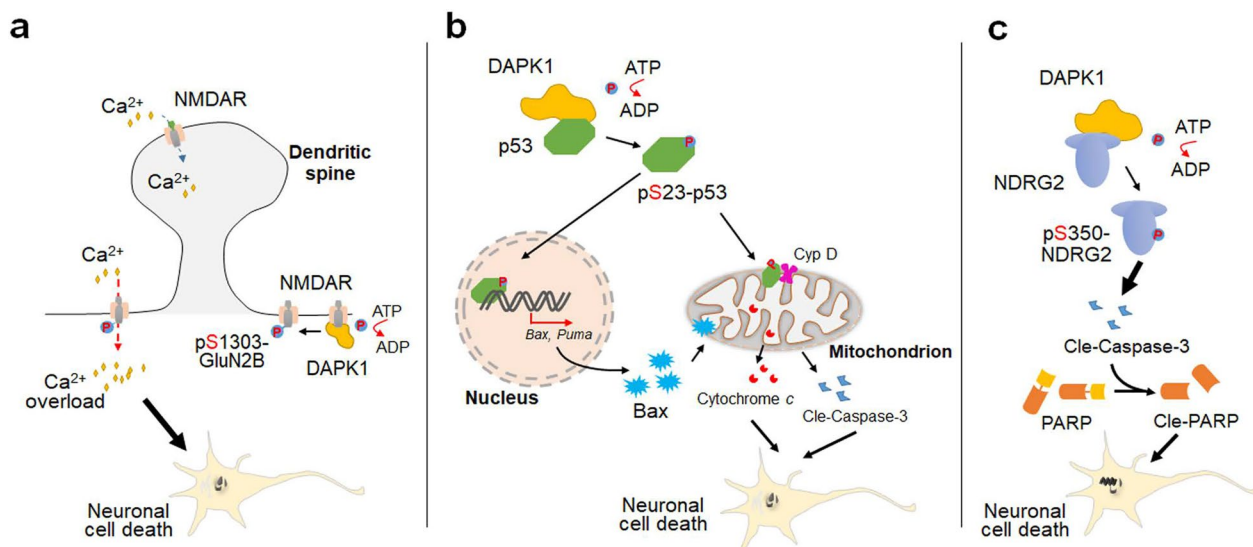 a
Ca2+
NMDAR
Dendritic
spine
Ca2+
Ca2+
NMDAR
P
P
P
ATP
ADP
pS1303-
GluN2B
DAPK1
Ca2+
overload
Neuronal
cell death
b
DAPK1
P
ATP
ADP
p53
P
pS23-p53
P
P
Cyp D
Bax, Puma
Mitochondrion
Nucleus
Bax
Cytochrome c
Cle-Caspase-3
Neuronal
cell death
c
DAPK1
P
ATP
ADP
NDRG2
pS350-
NDRG2
P
Cle-Caspase-3
PARP
Cle-PARP
Neuronal
cell death